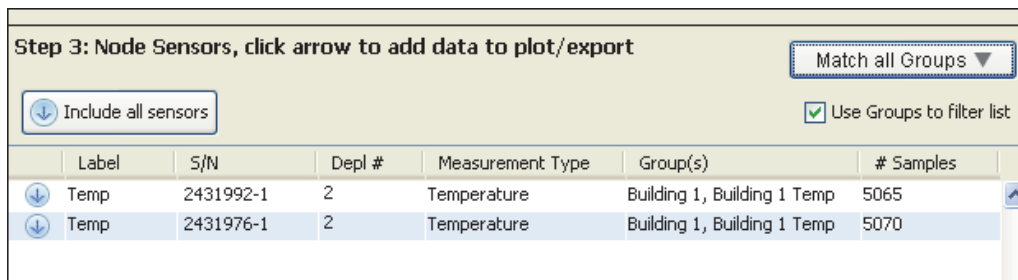 Step 3: Node Sensors, click arrow to add data to plot/export
Match all Groups
Include all sensors
Use Groups to filter list
Label S/N Depl # Measurement Type Group(s) # Samples
Temp 2431992-1 2 Temperature Building 1, Building 1 Temp 5065
Temp 2431976-1 2 Temperature Building 1, Building 1 Temp 5070